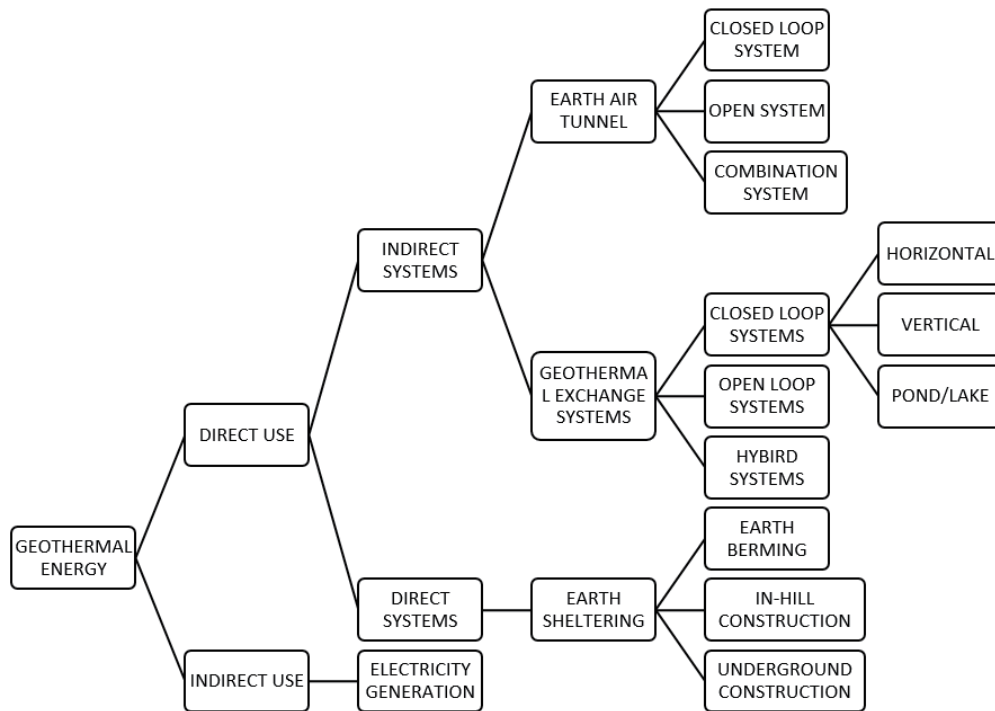 CLOSED LOOP
SYSTEM
EARTH AIR
TUNNEL
OPEN SYSTEM
COMBINATION
SYSTEM
INDIRECT
SYSTEMS
HORIZONTAL
CLOSED LOOP
SYSTEMS
VERTICAL
GEOTHERMA
L EXCHANGE
SYSTEMS
OPEN LOOP
SYSTEMS
POND/LAKE
DIRECT USE
HYBIRD
SYSTEMS
GEOTHERMAL
ENERGY
EARTH
BERMING
DIRECT
SYSTEMS
EARTH
SHELTERING
IN-HILL
CONSTRUCTION
INDIRECT USE
ELECTRICITY
GENERATION
UNDERGROUND
CONSTRUCTION